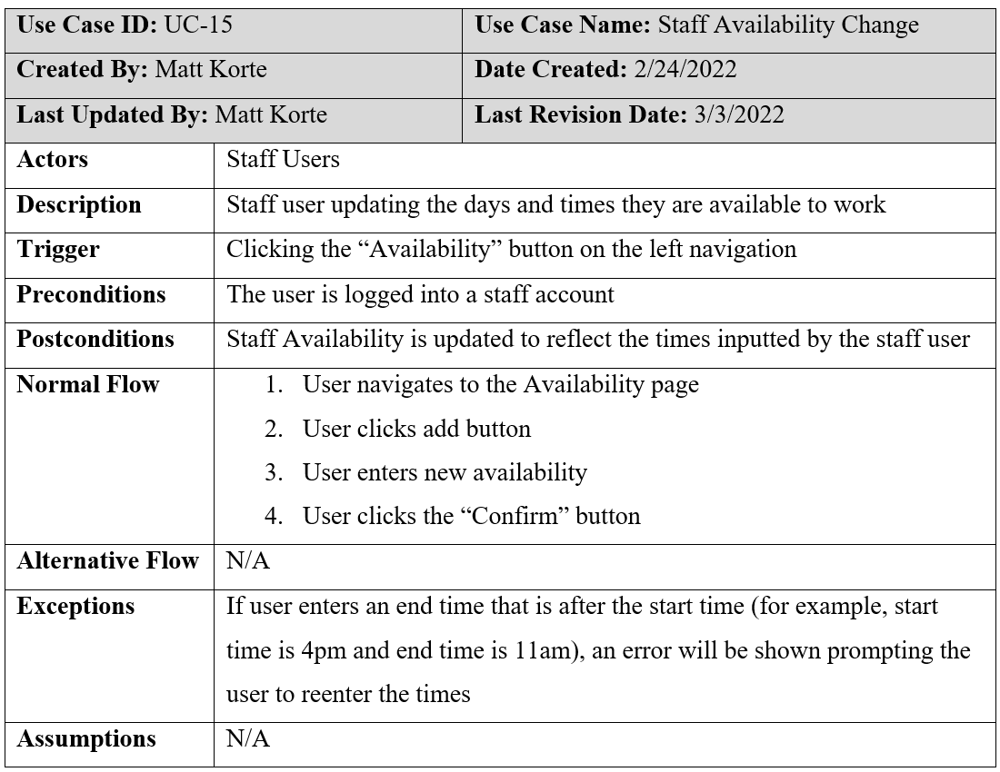 Use Case ID: UC-15 Use Case Name: Staff Availability Change
Created By: Matt Korte Date Created: 2/24/2022
Last Updated By: Matt Korte Last Revision Date: 3/3/2022
Actors Staff Users
Description Staff user updating the days and times they are available to work
Trigger Clicking the “Availability” button on the left navigation
Preconditions The user is logged into a staff account
Postconditions Staff Availability is updated to reflect the times inputted by the staff user
Normal Flow 1. User navigates to the Availability page
2. User clicks add button
3. User enters new availability
4. User clicks the “Confirm” button
Alternative Flow N/A
Exceptions If user enters an end time that is after the start time (for example, start
time is 4pm and end time is 11am), an error will be shown prompting the
user to reenter the times
Assumptions N/A